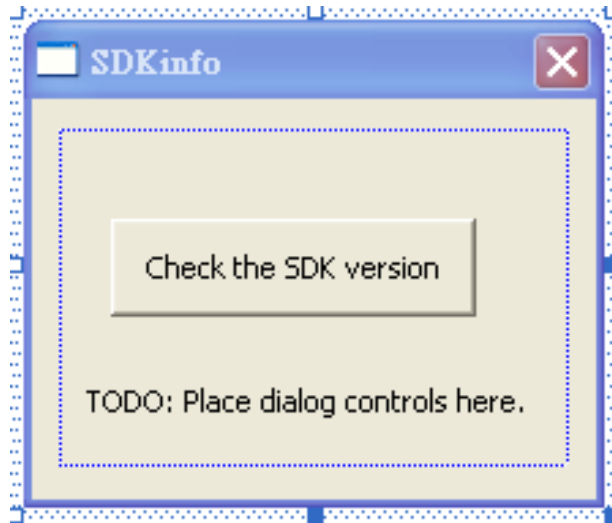 SDKinfo
Check the SDK version
TODO: Place dialog controls here.